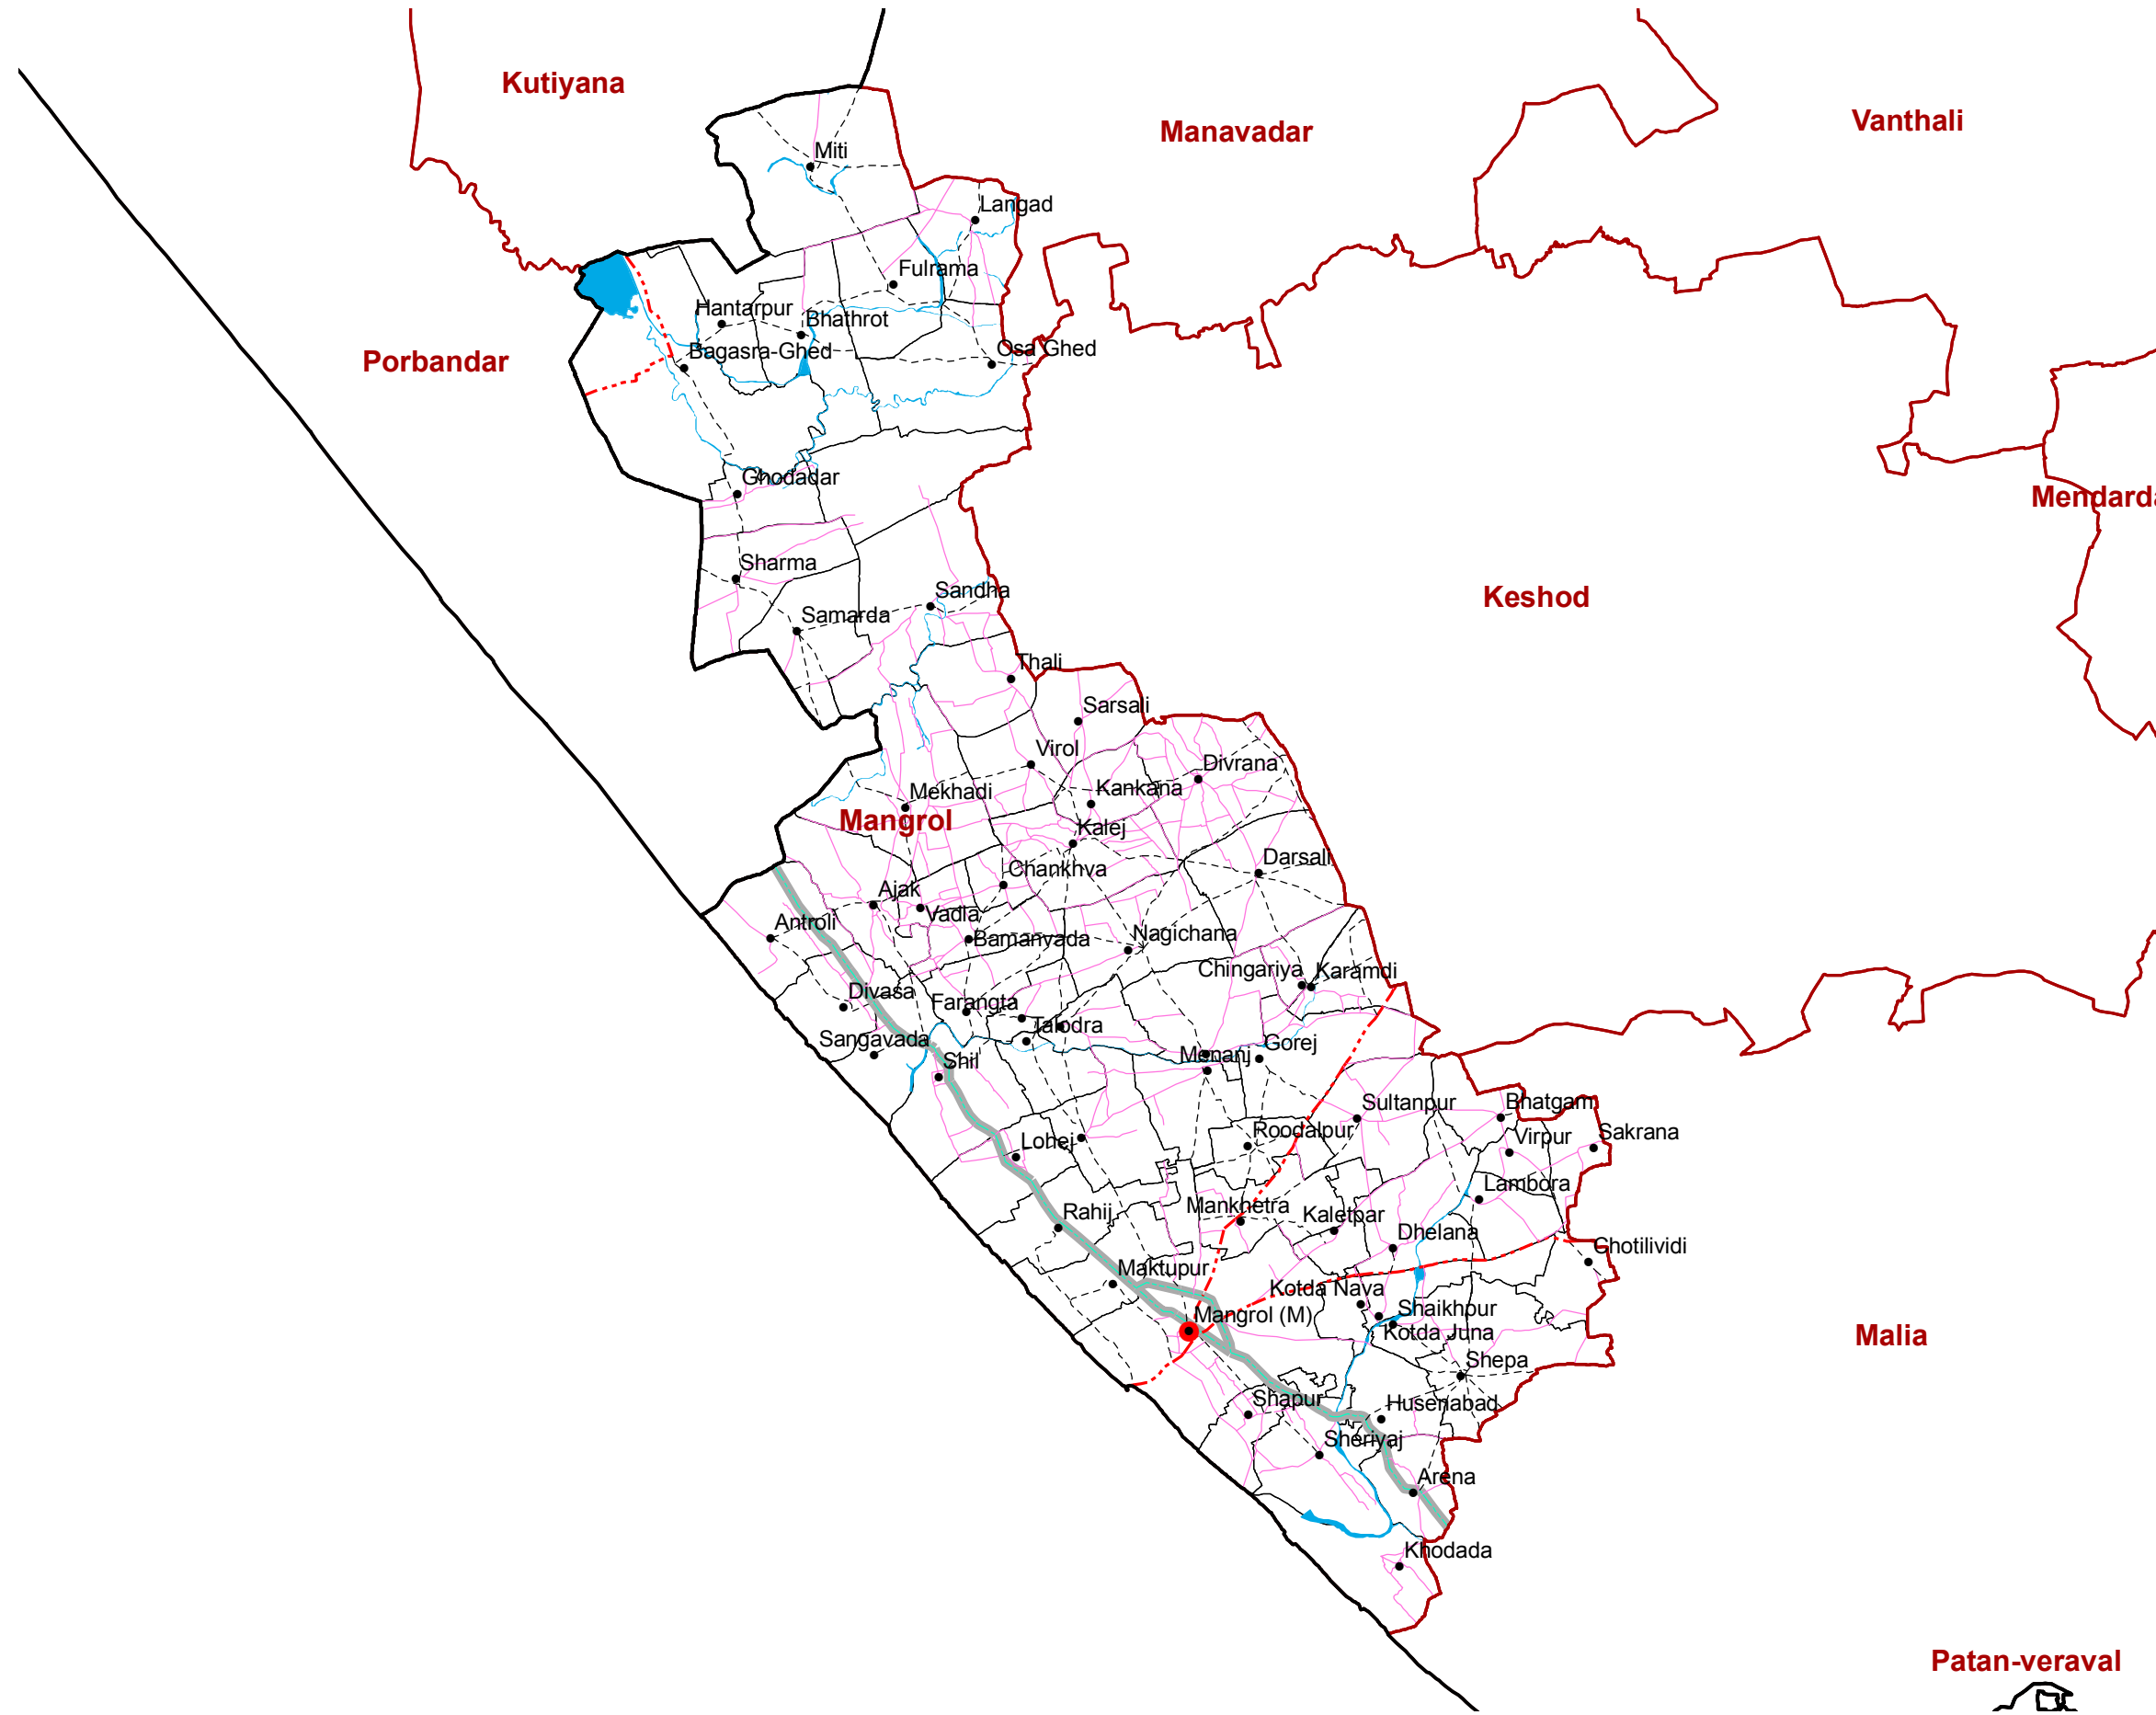 Kutiyana
Vanthali
Manavadar
Miti
Langad
Fulrama
Hantarpur
Bhathrot
Osa Ghed
Bagasra-Ghed
Porbandar
Ghodadar
Mendarda
Sharma
Sandha
Keshod
Samarda
Thali
Sarsali
Virol
Divrana
Kankana
Mekhadi
Mangrol
Kalej
Darsali
Chankhva
Ajak
Vadla
Antroli
Nagichana
Bamanvada
Chingariya
Karamdi
Divasa
Farangta
Talodra
Sangavada
Gorej
Menanj
Shil
Sultanpur
Bhatgam
Roodalpur
Virpur
Sakrana
Lohej
Lambora
Mankhetra
Rahij
Kaletpar
Dhelana
Chotilividi
Maktupur
Kotda Nava
Shaikhpur
Mangrol (M)
Kotda Juna
Malia
Shepa
Shapur
Husenabad
Sheriyaj
Arena
Khodada
Patan-veraval